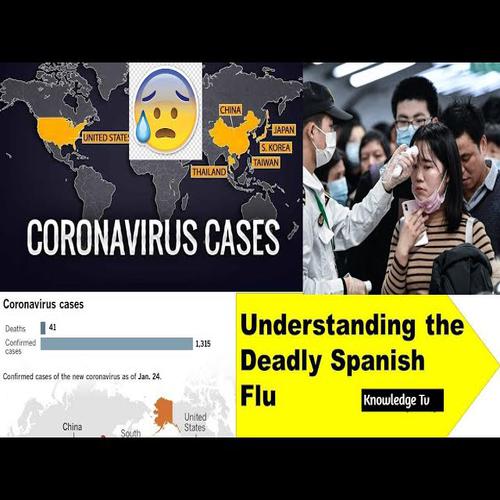 CHINA
UNITED STATES
JAPAN
S. KOREA
TAIWAN
THAILAND
CORONAVIRUS CASES
Coronavirus cases
Deaths 41
Confirmed cases 1,315
Confirmed cases of the new coronavirus as of Jan. 24.
United States
China
South
Understanding the
Deadly Spanish
Flu
Knowledge Tv